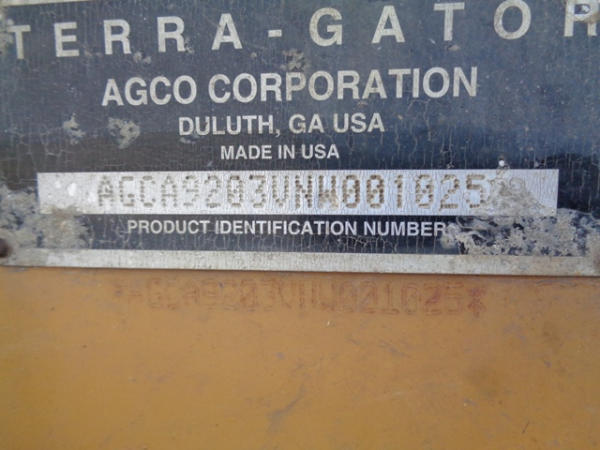 TERRA-GATOR
AGCO CORPORATION
DULUTH, GA USA
MADE IN USA
AGCA9203VNW001025
PRODUCT IDENTIFICATION NUMBER